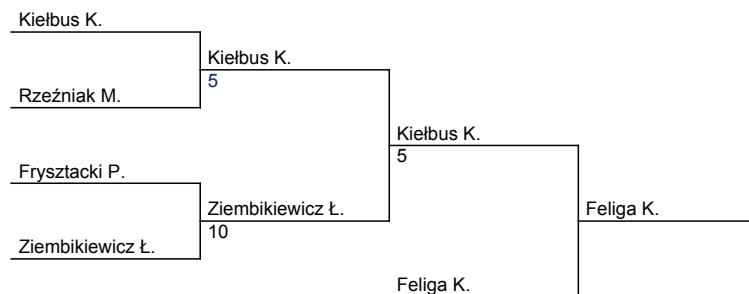 Kiełbus K.
Kiełbus K.
5
Rzeźniak M.
Kiełbus K.
5
Frysztacki P.
Ziembikiewicz Ł.
10
Feliga K.
Ziembikiewicz Ł.
Feliga K.